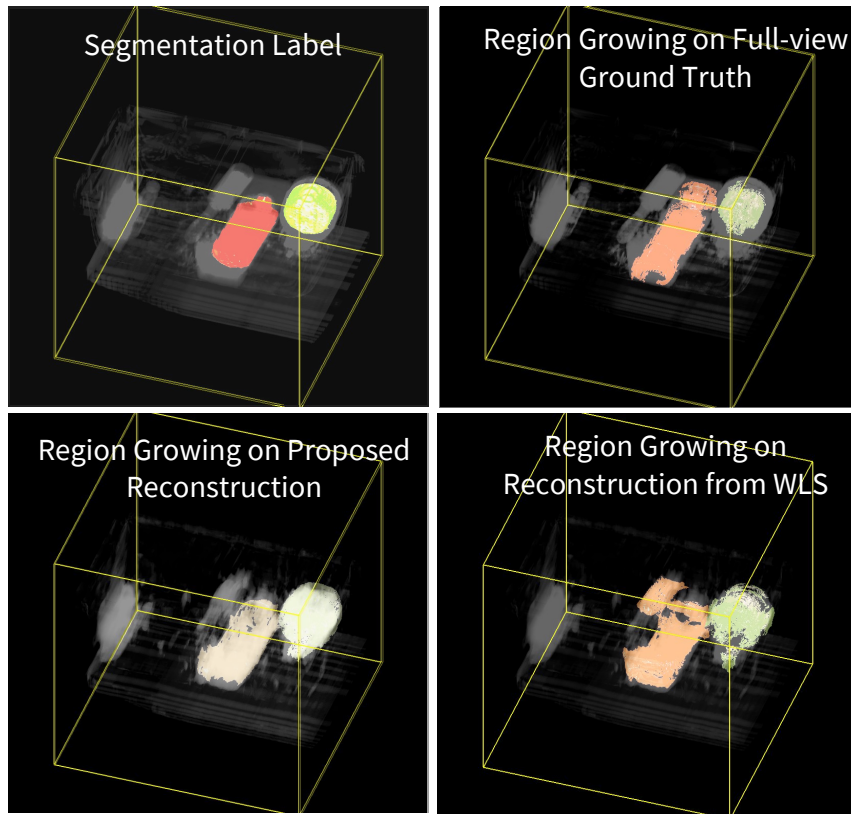 Segmentation Label
Region Growing on Full-view
Ground Truth
Region Growing on Proposed
Reconstruction
Region Growing on
Reconstruction from WLS